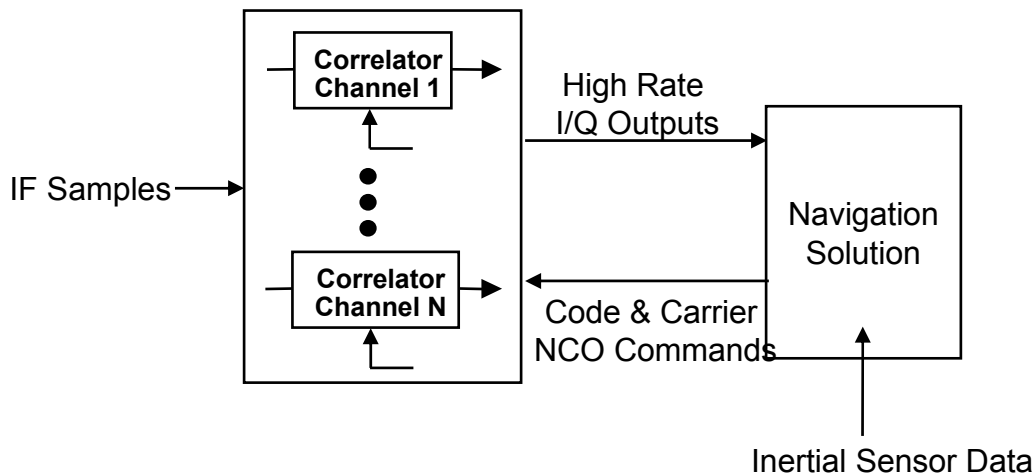 Correlator
Channel 1
High Rate
I/Q Outputs
IF Samples
Navigation
Solution
Correlator
Channel N
Code & Carrier
NCO Commands
Inertial Sensor Data